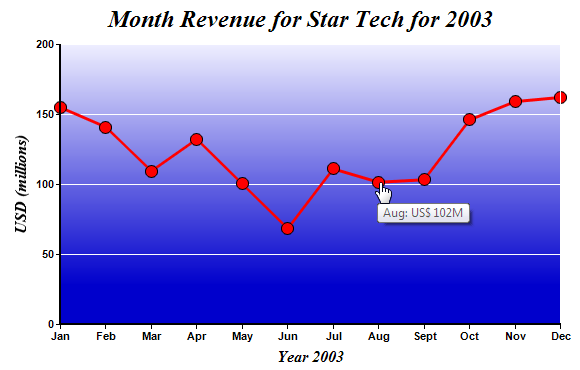 Month Revenue for Star Tech for 2003
USD (millions)
200
150
100
50
0
Aug: US$ 102M
Jan Feb Mar Apr May Jun Jul Aug Sept Oct Nov Dec
Year 2003